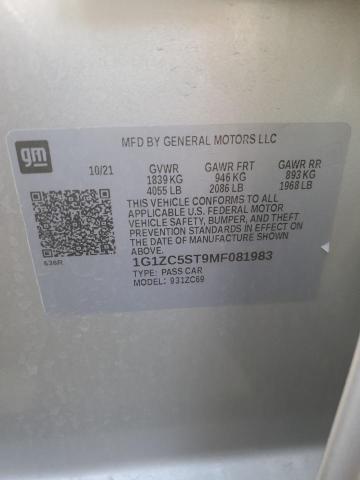 gm
MFD BY GENERAL MOTORS LLC
10/21 GVWR GAWR FRT GAWR RR
1839 KG 946 KG 893 KG
4055 LB 2086 LB 1968 LB
THIS VEHICLE CONFORMS TO ALL
APPLICABLE U.S. FEDERAL MOTOR
VEHICLE SAFETY, BUMPER, AND THEFT
PREVENTION STANDARDS IN EFFECT ON
THE DATE OF MANUFACTURE SHOWN
ABOVE.
636R
1G1ZC5ST9MF081983
TYPE: PASS CAR
MODEL: 931ZC69